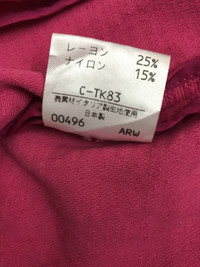 レーヨン 25%
ナイロン 15%
C-TK83
表素材イタリア製生地使用
日本製
00496 ARW